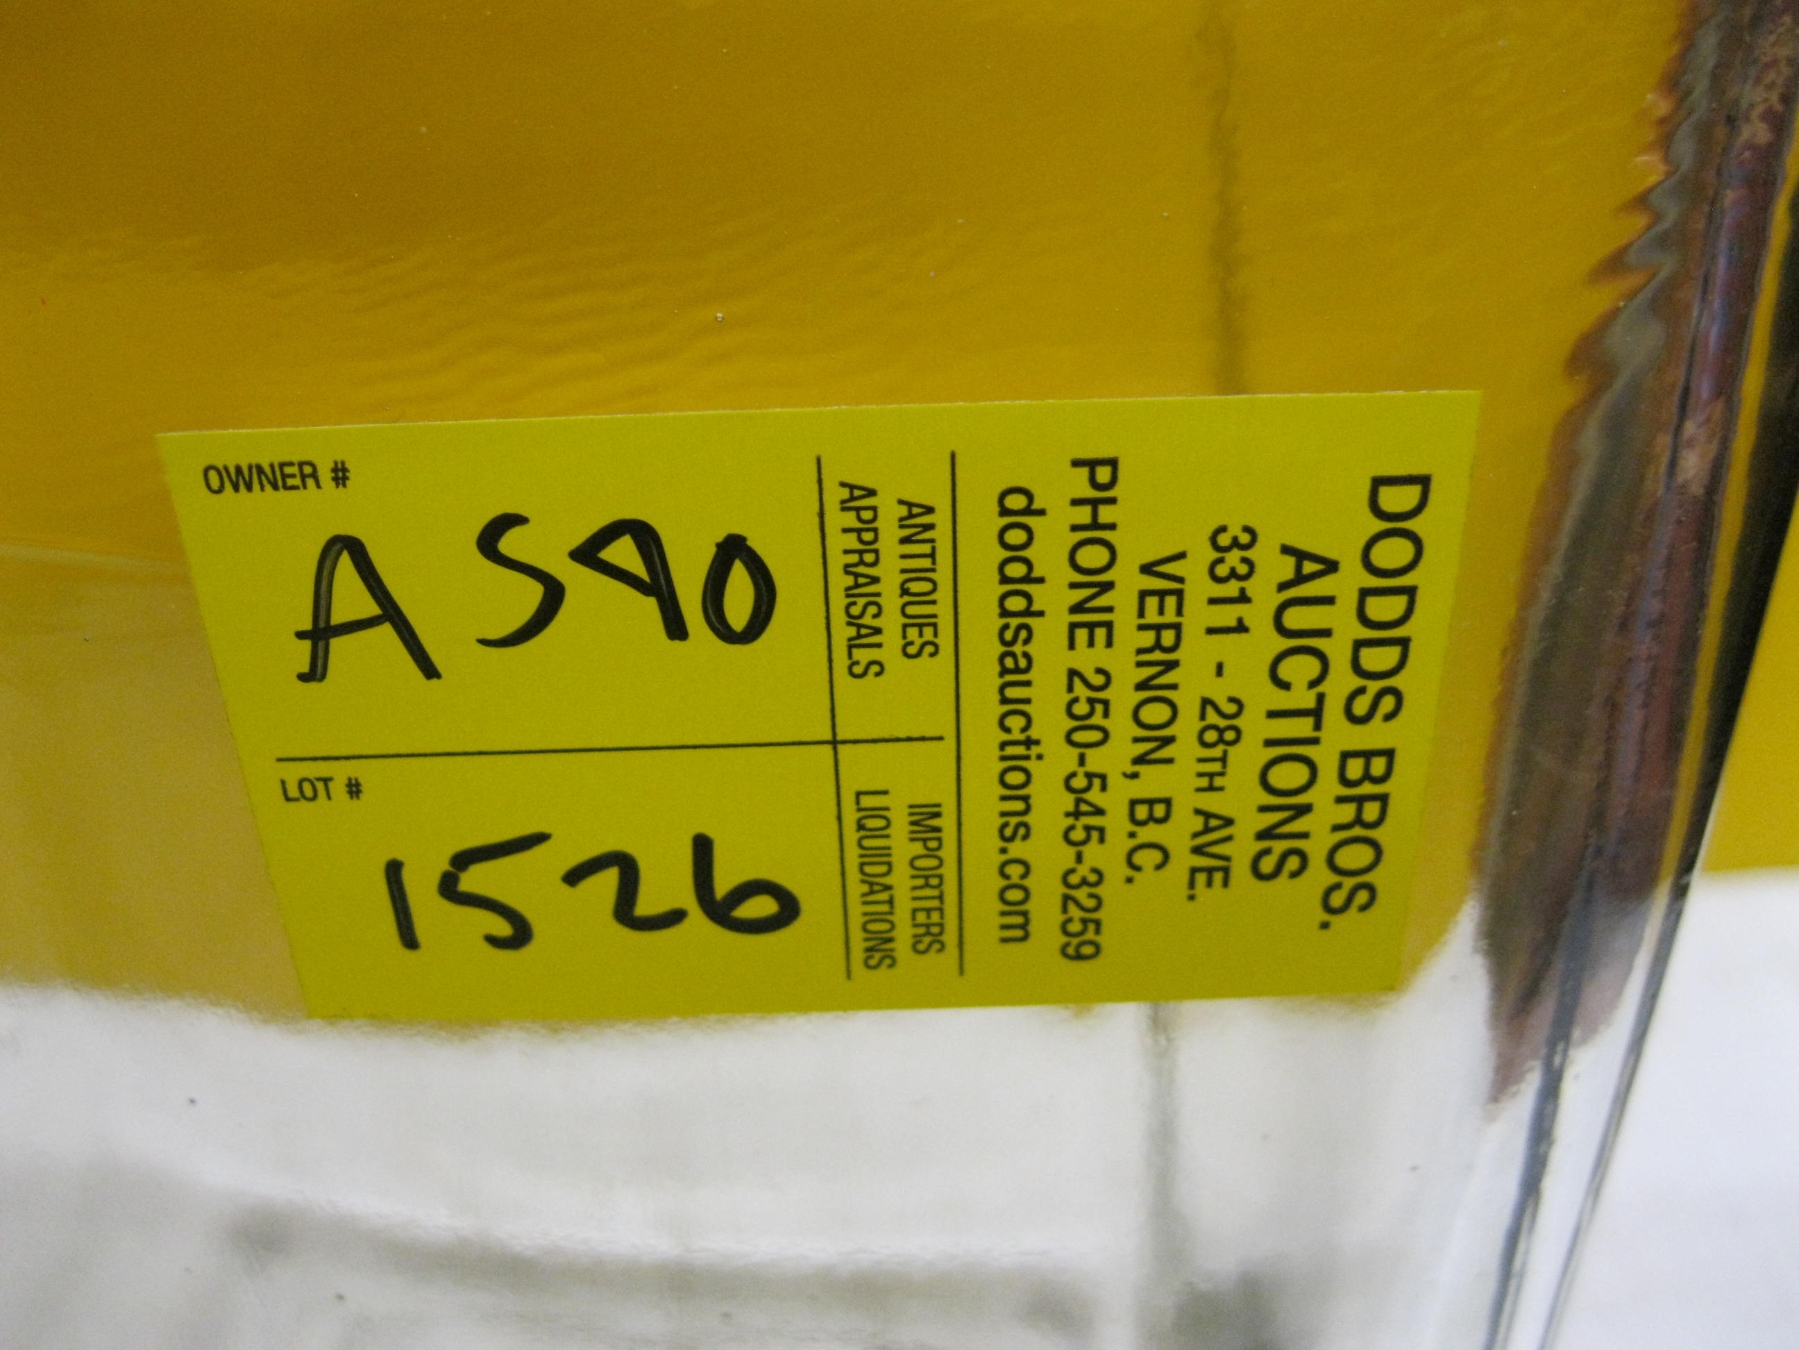 OWNER #
A590
LOT #
1526
ANTIQUES
APPRAISALS
IMPORTERS
LIQUIDATIONS
DODDS BROS.
AUCTIONS
3311 - 28TH AVE.
VERNON, B.C.
PHONE 250-545-3259
doddsauctions.com